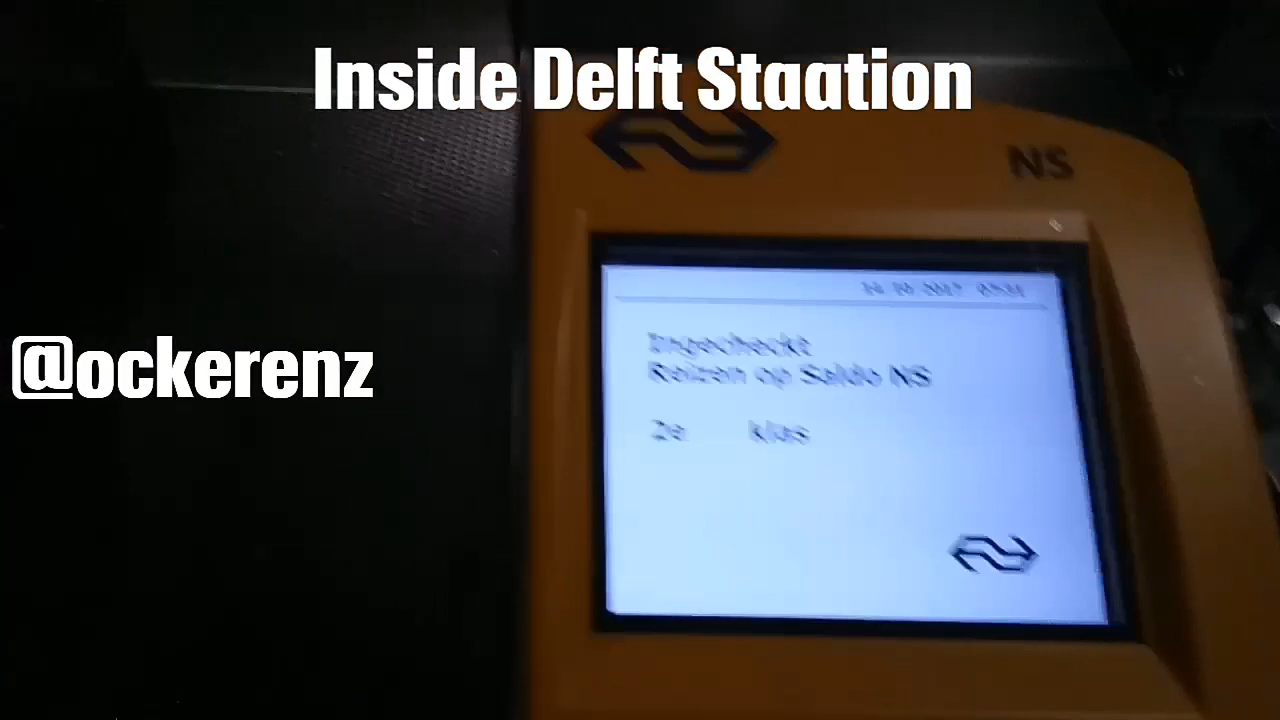 Inside Delft Staation
NS
@ockerenz
Ingecheckt
Reizen op Saldo NS
2e klas